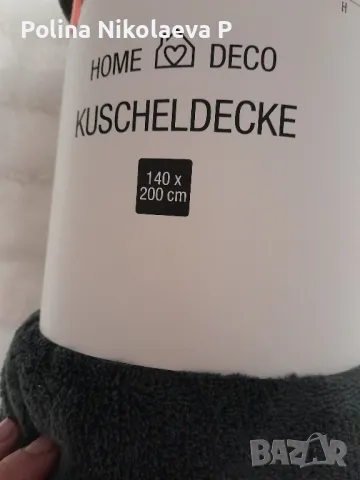 Polina Nikolaeva P
H
HOME DECO
KUSCHELDECKE
140 x
200 cm
BAZAR